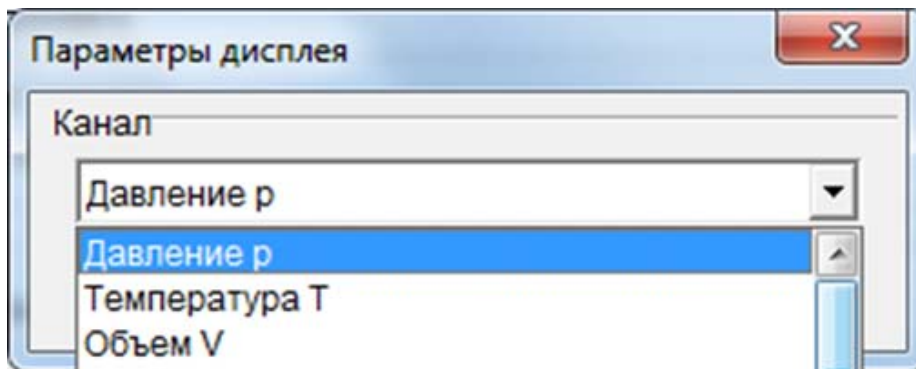 Параметры дисплея
Канал
Давление p
Давление p
Температура T
Объем V